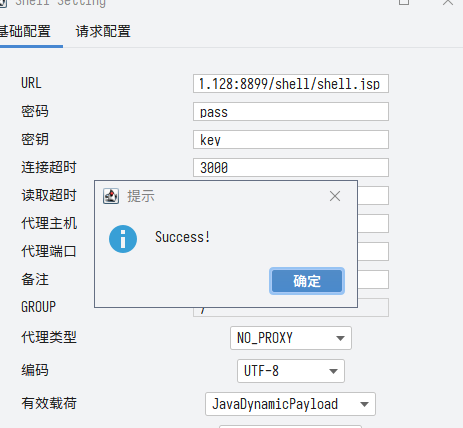 Shell Setting
基础配置 请求配置
URL 1.128:8899/shell/shell.jsp
密码 pass
密钥 key
连接超时 3000
读取超时
提示
代理主机
Success!
代理端口
备注
确定
GROUP /
代理类型 NO_PROXY
编码 UTF-8
有效载荷 JavaDynamicPayload